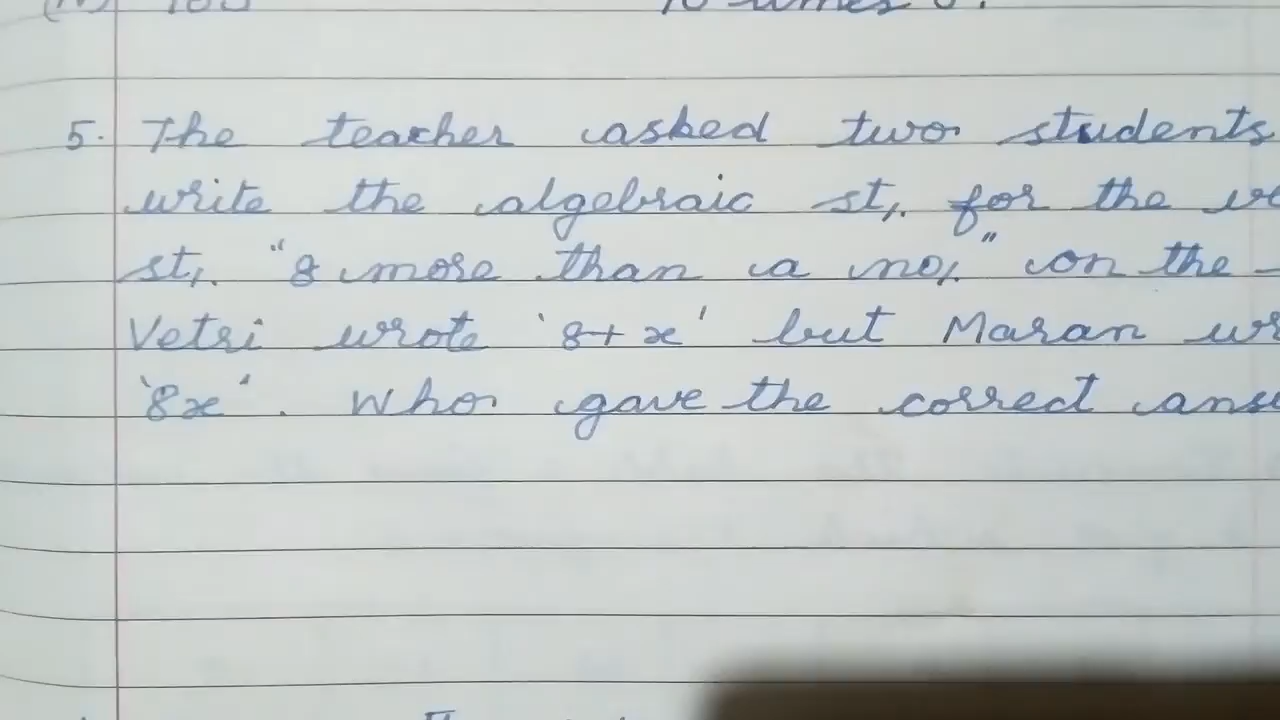 5. The teacher asked two students
write the algebraic st,. for the
st,. "8 more than a no,." on the
Vetri wrote '8+x' but Maran
'8x'. Who gave the correct